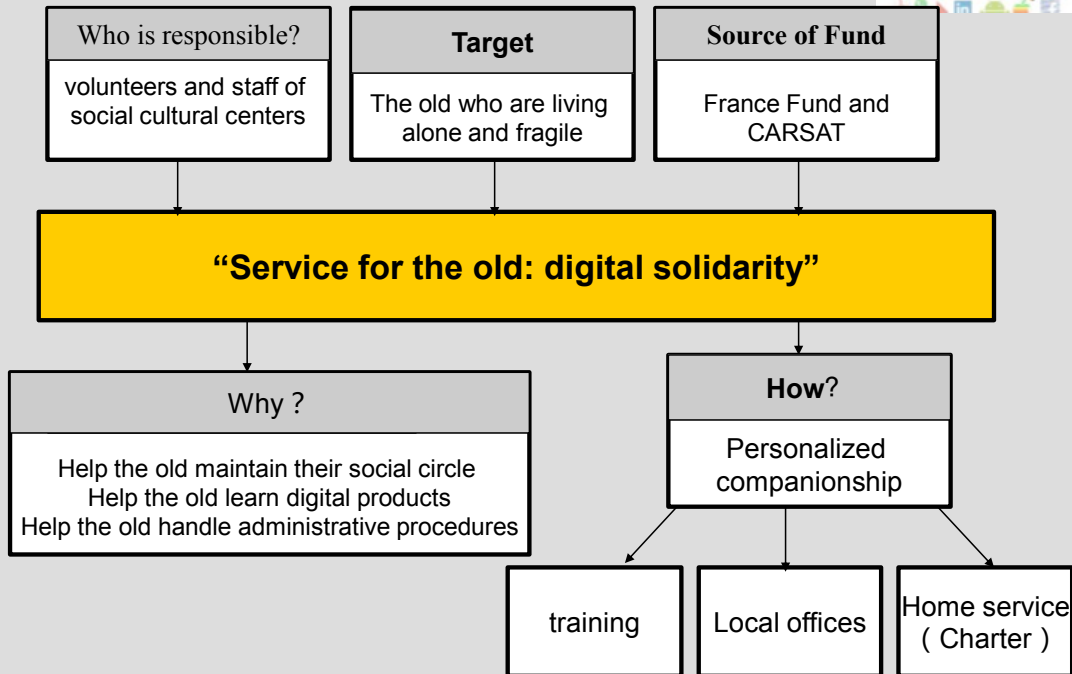 Who is responsible?
volunteers and staff of
social cultural centers
Target
The old who are living
alone and fragile
Source of Fund
France Fund and
CARSAT
“Service for the old: digital solidarity”
Why ?
Help the old maintain their social circle
Help the old learn digital products
Help the old handle administrative procedures
How?
Personalized
companionship
training
Local offices
Home service
( Charter )